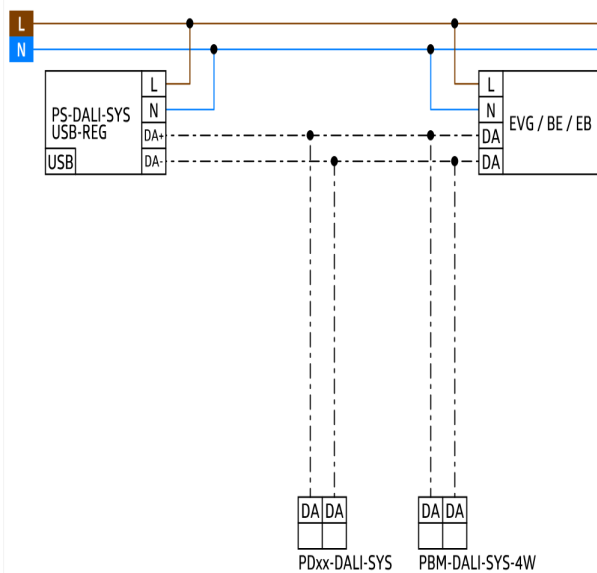 L
N
PS-DALI-SYS
USB-REG
USB
L
N
DA+
DA-
L
N
DA
DA
EVG / BE / EB
DA DA
PDxx-DALI-SYS
DA DA
PBM-DALI-SYS-4W